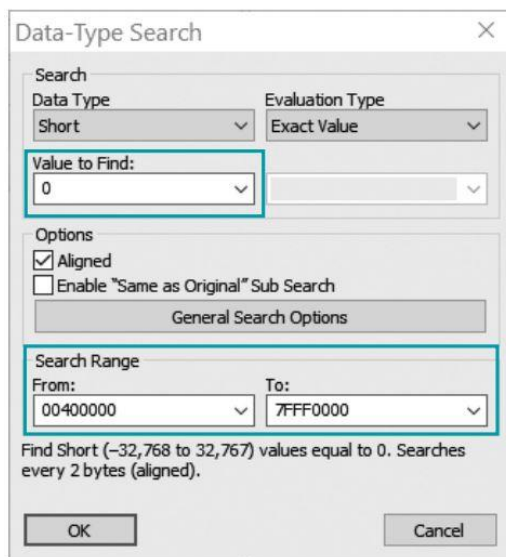 Data-Type Search
Search
Data Type Evaluation Type
Short Exact Value
Value to Find:
0
Options
Aligned
Enable “Same as Original” Sub Search
General Search Options
Search Range
From: To:
00400000 7FFF0000
Find Short (–32,768 to 32,767) values equal to 0. Searches
every 2 bytes (aligned).
OK Cancel